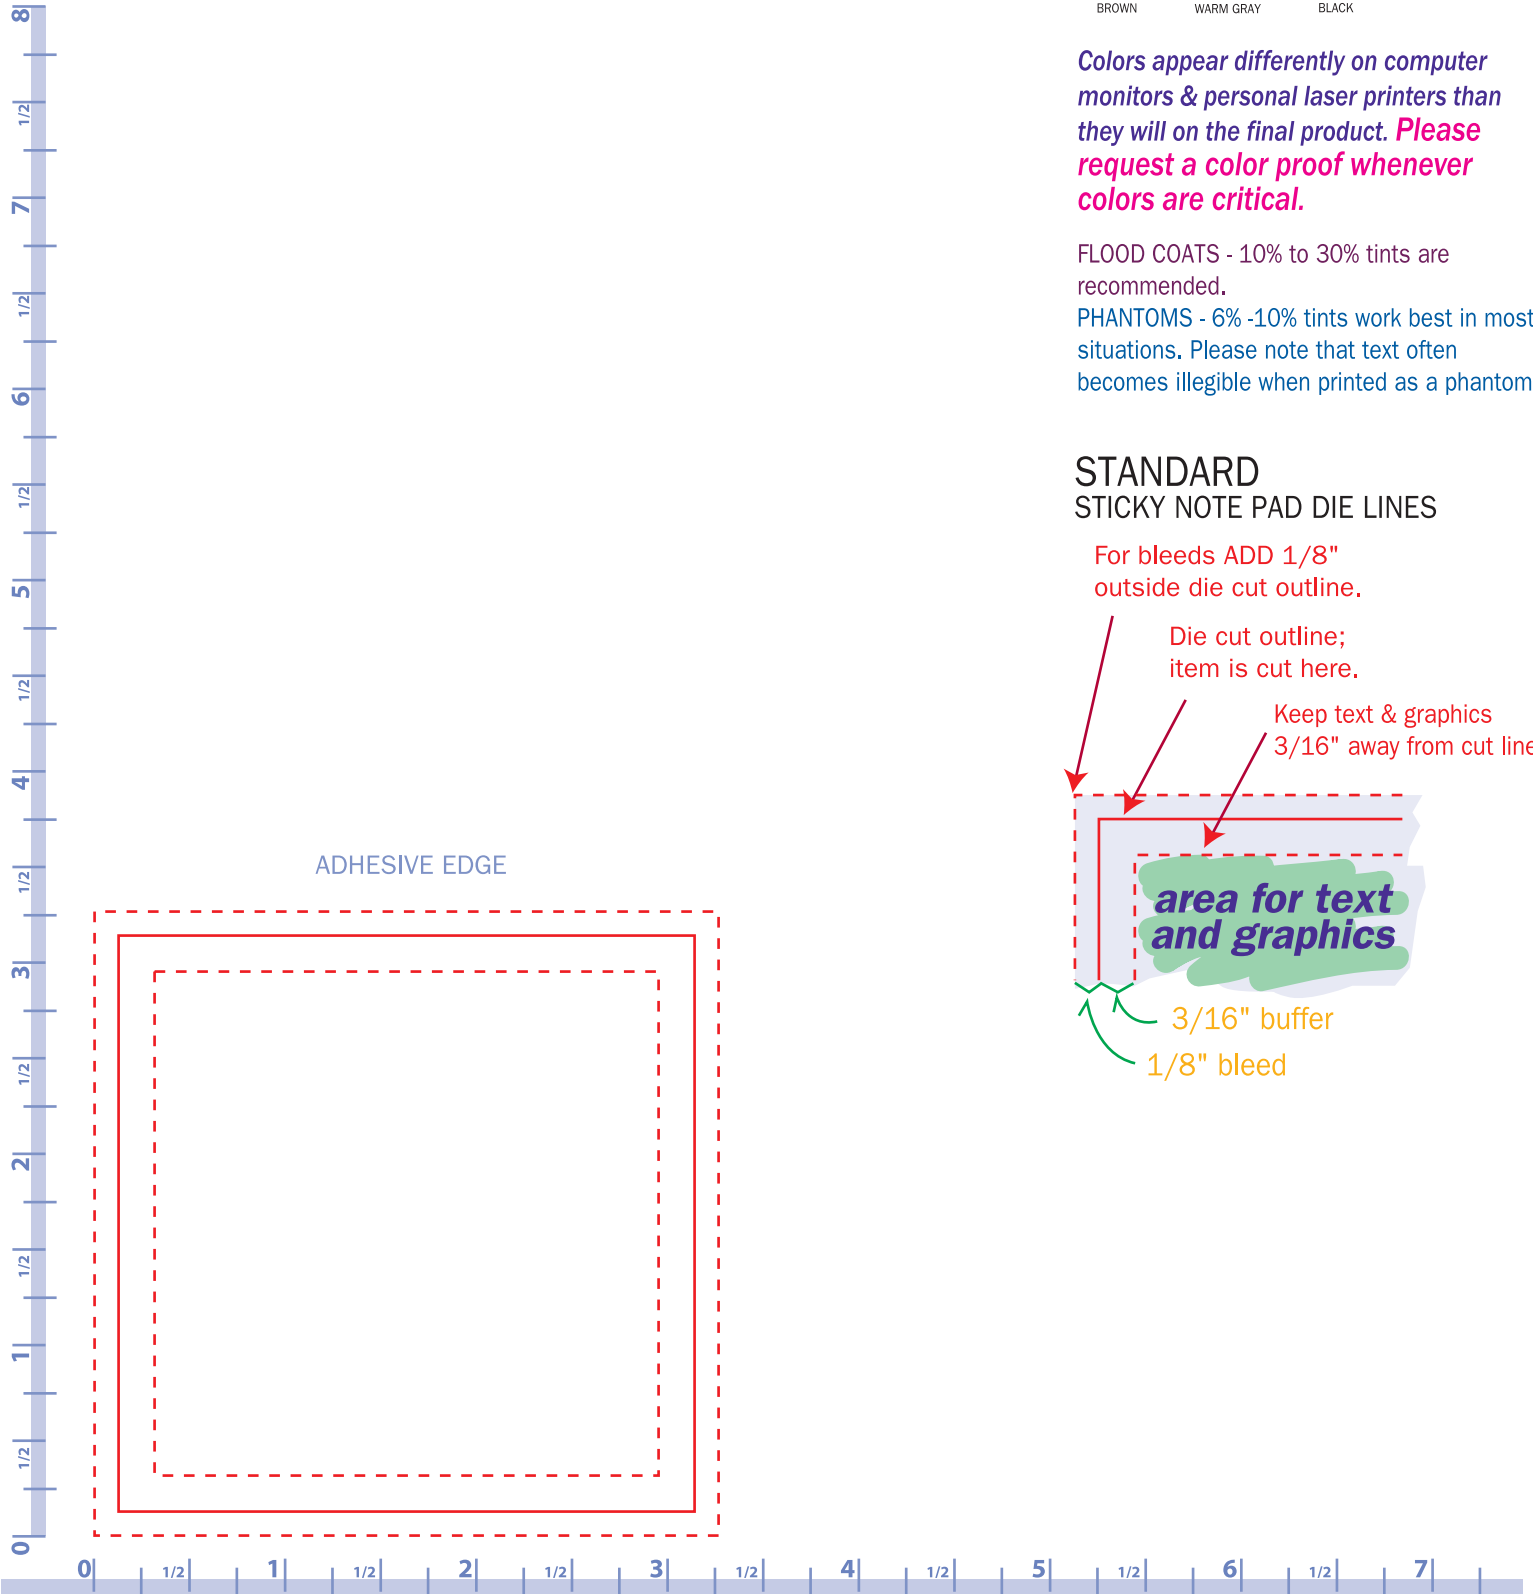 BROWN WARM GRAY BLACK
Colors appear differently on computer
monitors & personal laser printers than
they will on the final product. Please
request a color proof whenever
colors are critical.
FLOOD COATS - 10% to 30% tints are
recommended.
PHANTOMS - 6% -10% tints work best in most
situations. Please note that text often
becomes illegible when printed as a phantom
STANDARD
STICKY NOTE PAD DIE LINES
For bleeds ADD 1/8"
outside die cut outline.
Die cut outline;
item is cut here.
Keep text & graphics
3/16" away from cut line
area for text
and graphics
3/16" buffer
1/8" bleed
ADHESIVE EDGE
8
1/2
7
1/2
6
1/2
5
1/2
4
1/2
3
1/2
2
1/2
1
1/2
0
0 1/2 1 1/2 2 1/2 3 1/2 4 1/2 5 1/2 6 1/2 7